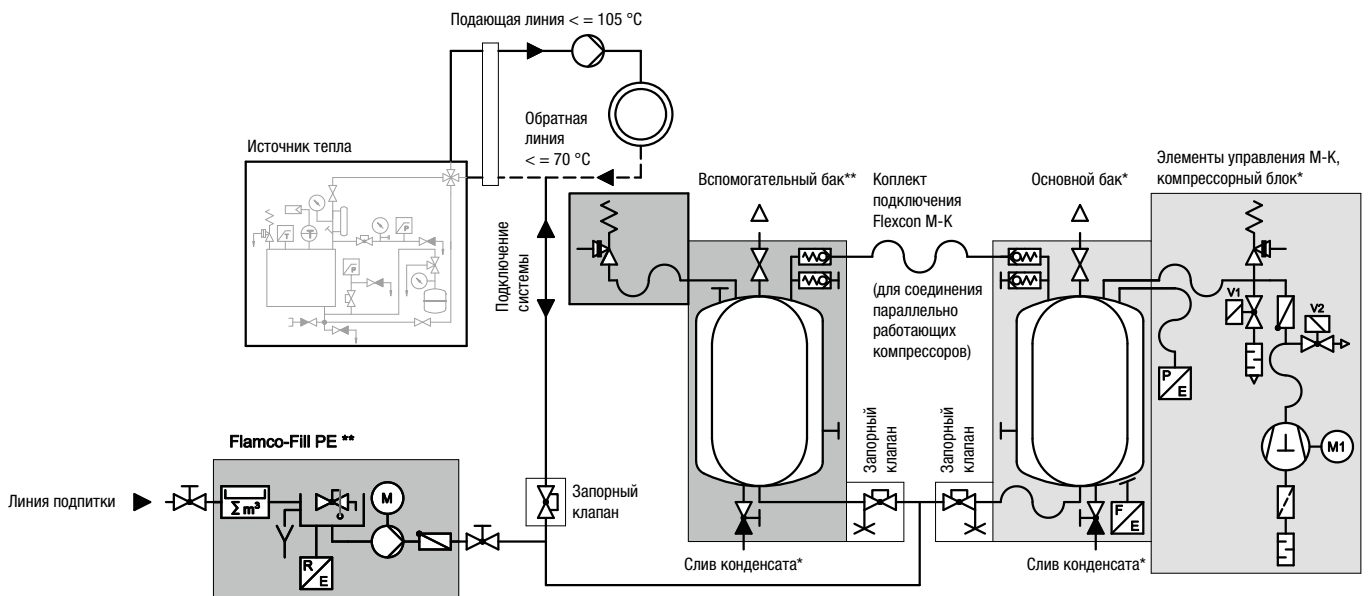 Подающая линия < = 105 °C
Обратная
линия
< = 70 °C
Источник тепла
Подключение
системы
Вспомогательный бак**
Коплект
подключения
Flexcon M-K
(для соединения
параллельно
работающих
компрессоров)
Основной бак*
Элементы управления М-К,
компрессорный блок*
V1
V2
P
E
M1
F
E
Запорный
клапан
Запорный
клапан
Слив конденсата*
Слив конденсата*
Flamco-Fill PE **
Линия подпитки
Σ m³
M
R
E
Запорный
клапан
T
T
P
P